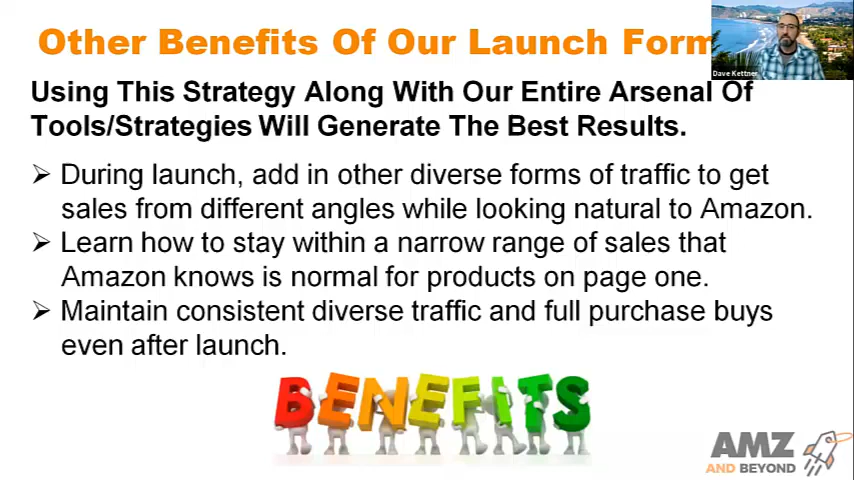 Other Benefits Of Our Launch Form
Dave Kettner
Using This Strategy Along With Our Entire Arsenal Of
Tools/Strategies Will Generate The Best Results.
During launch, add in other diverse forms of traffic to get
sales from different angles while looking natural to Amazon.
Learn how to stay within a narrow range of sales that
Amazon knows is normal for products on page one.
Maintain consistent diverse traffic and full purchase buys
even after launch.
BENEFITS
AMZ
AND BEYOND